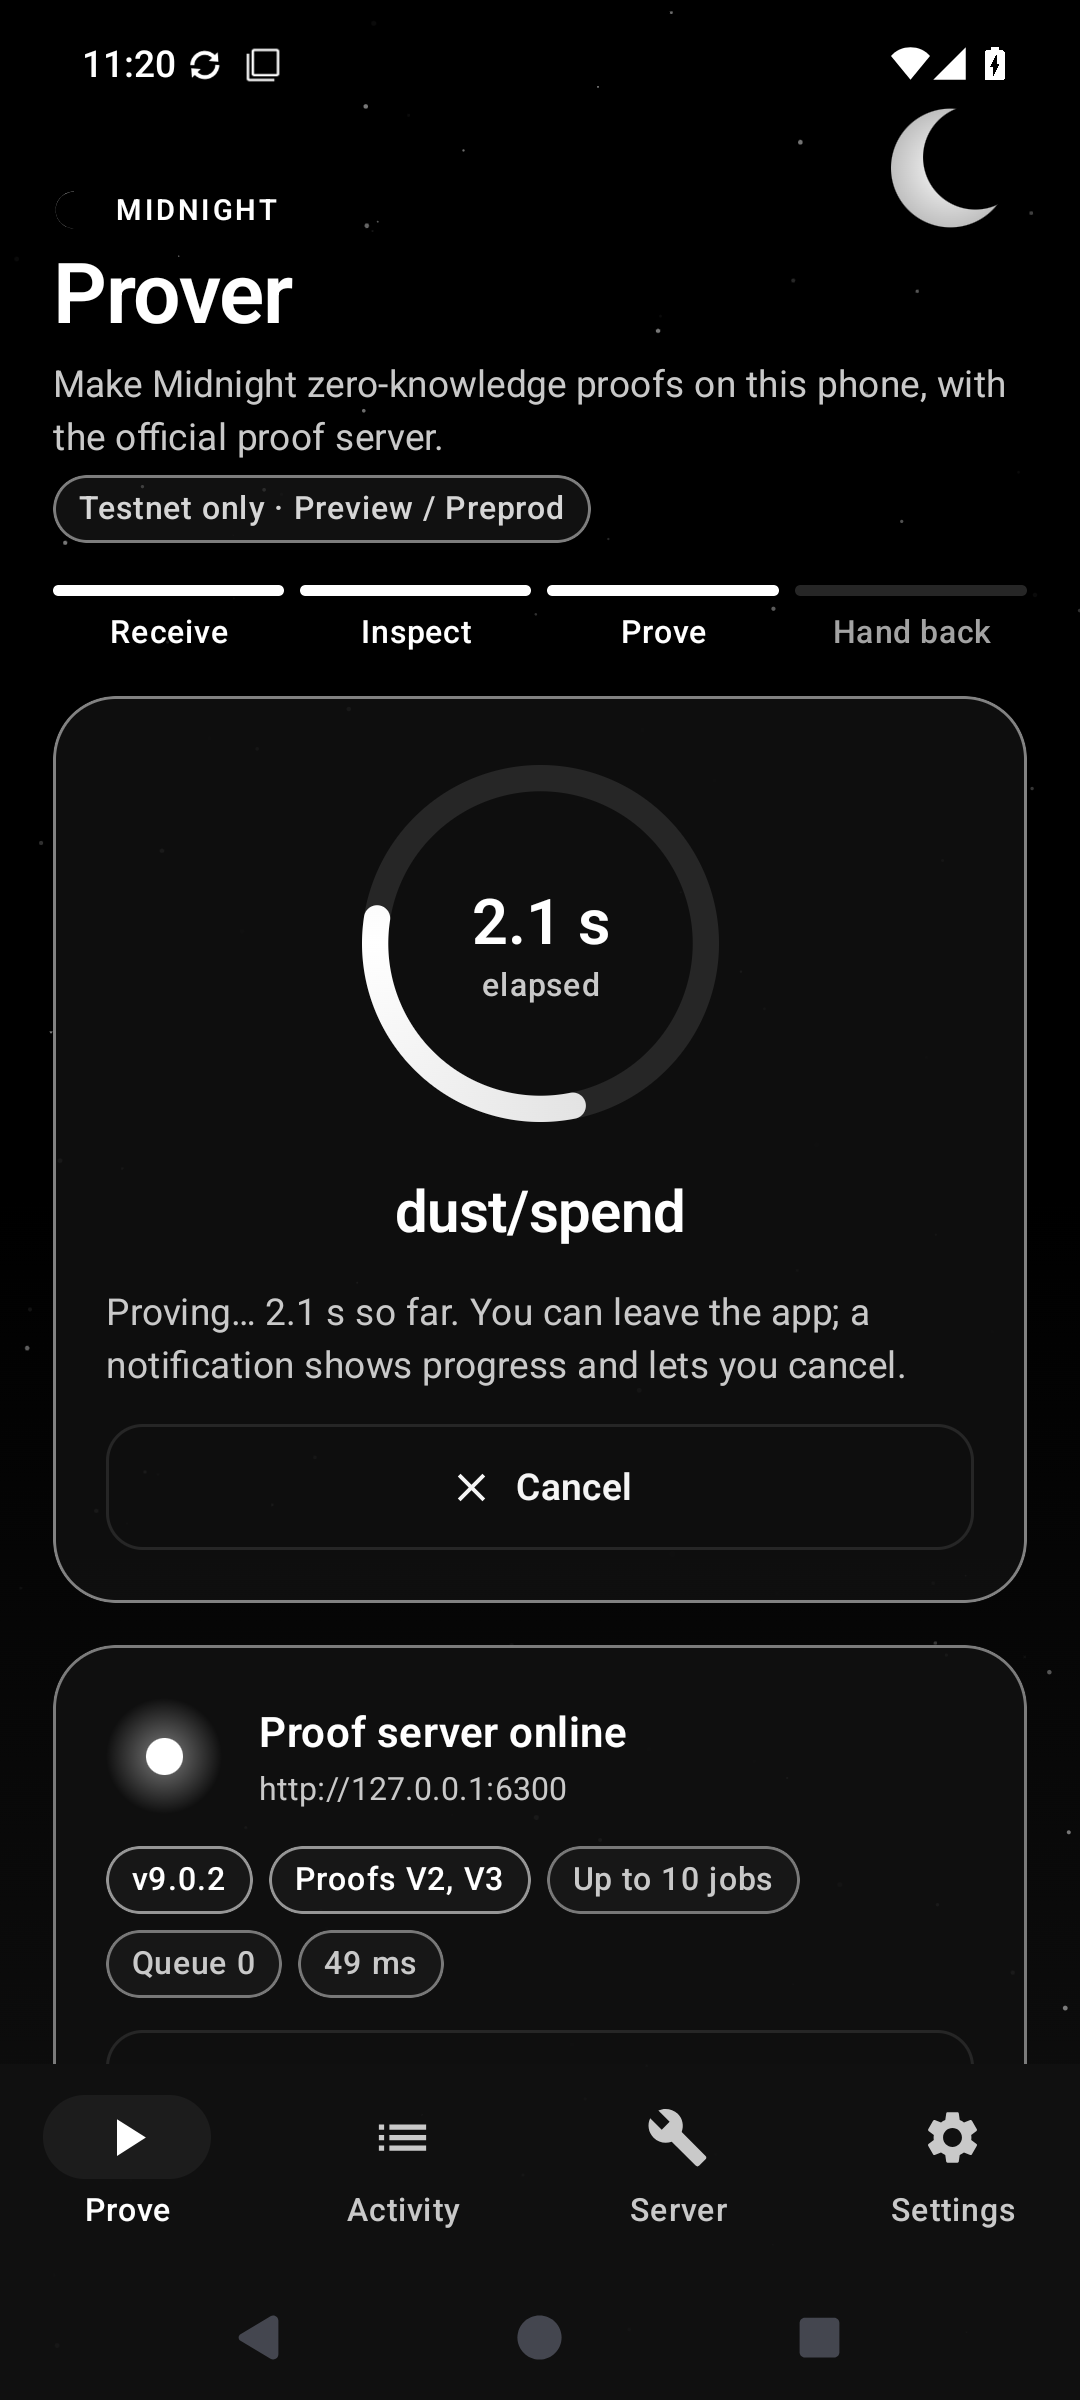 11:20
MIDNIGHT
Prover
Make Midnight zero-knowledge proofs on this phone, with
the official proof server.
Testnet only · Preview / Preprod
Receive
Inspect
Prove
Hand back
2.1 s
elapsed
dust/spend
Proving... 2.1 s so far. You can leave the app; a
notification shows progress and lets you cancel.
Cancel
Proof server online
http://127.0.0.1:6300
v9.0.2
Proofs V2, V3
Up to 10 jobs
Queue 0
49 ms
Prove
Activity
Server
Settings